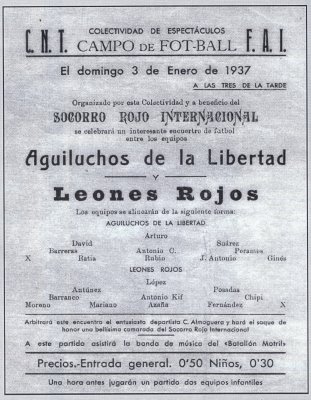 COLECTIVIDAD DE ESPECTÁCULOS
C.N.T. CAMPO DE FOT-BALL F.A.I.
El domingo 3 de Enero de 1937
A LAS TRES DE LA TARDE
Organizado por esta Colectividad y a beneficio del
SOCORRO ROJO INTERNACIONAL
se celebrará un interesante encuentro de futbol
entre los equipos
Aguiluchos de la Libertad
Y
Leones Rojos
Los equipos se alinearán de la siguiente forma:
AGUILUCHOS DE LA LIBERTAD
Arturo
David Suárez
Barreras Antonio C. Peramos
X Batia Rubio J. Antonio Ginés
LEONES ROJOS
López
Antúnez Posadas
Barranco Antonio Kif Chipi
Moreno Mariano Azaña Fernández X
Arbitrará este encuentro el entusiasta deportista C. Almoguera y hará el saque de
honor una bellísima camarada del Socorro Rojo Internacional
A este partido asistirá la banda de música del «Batallón Motril»
Precios.-Entrada general. 0'50 Niños, 0'30
Una hora antes jugarán un partido dos equipos infantiles